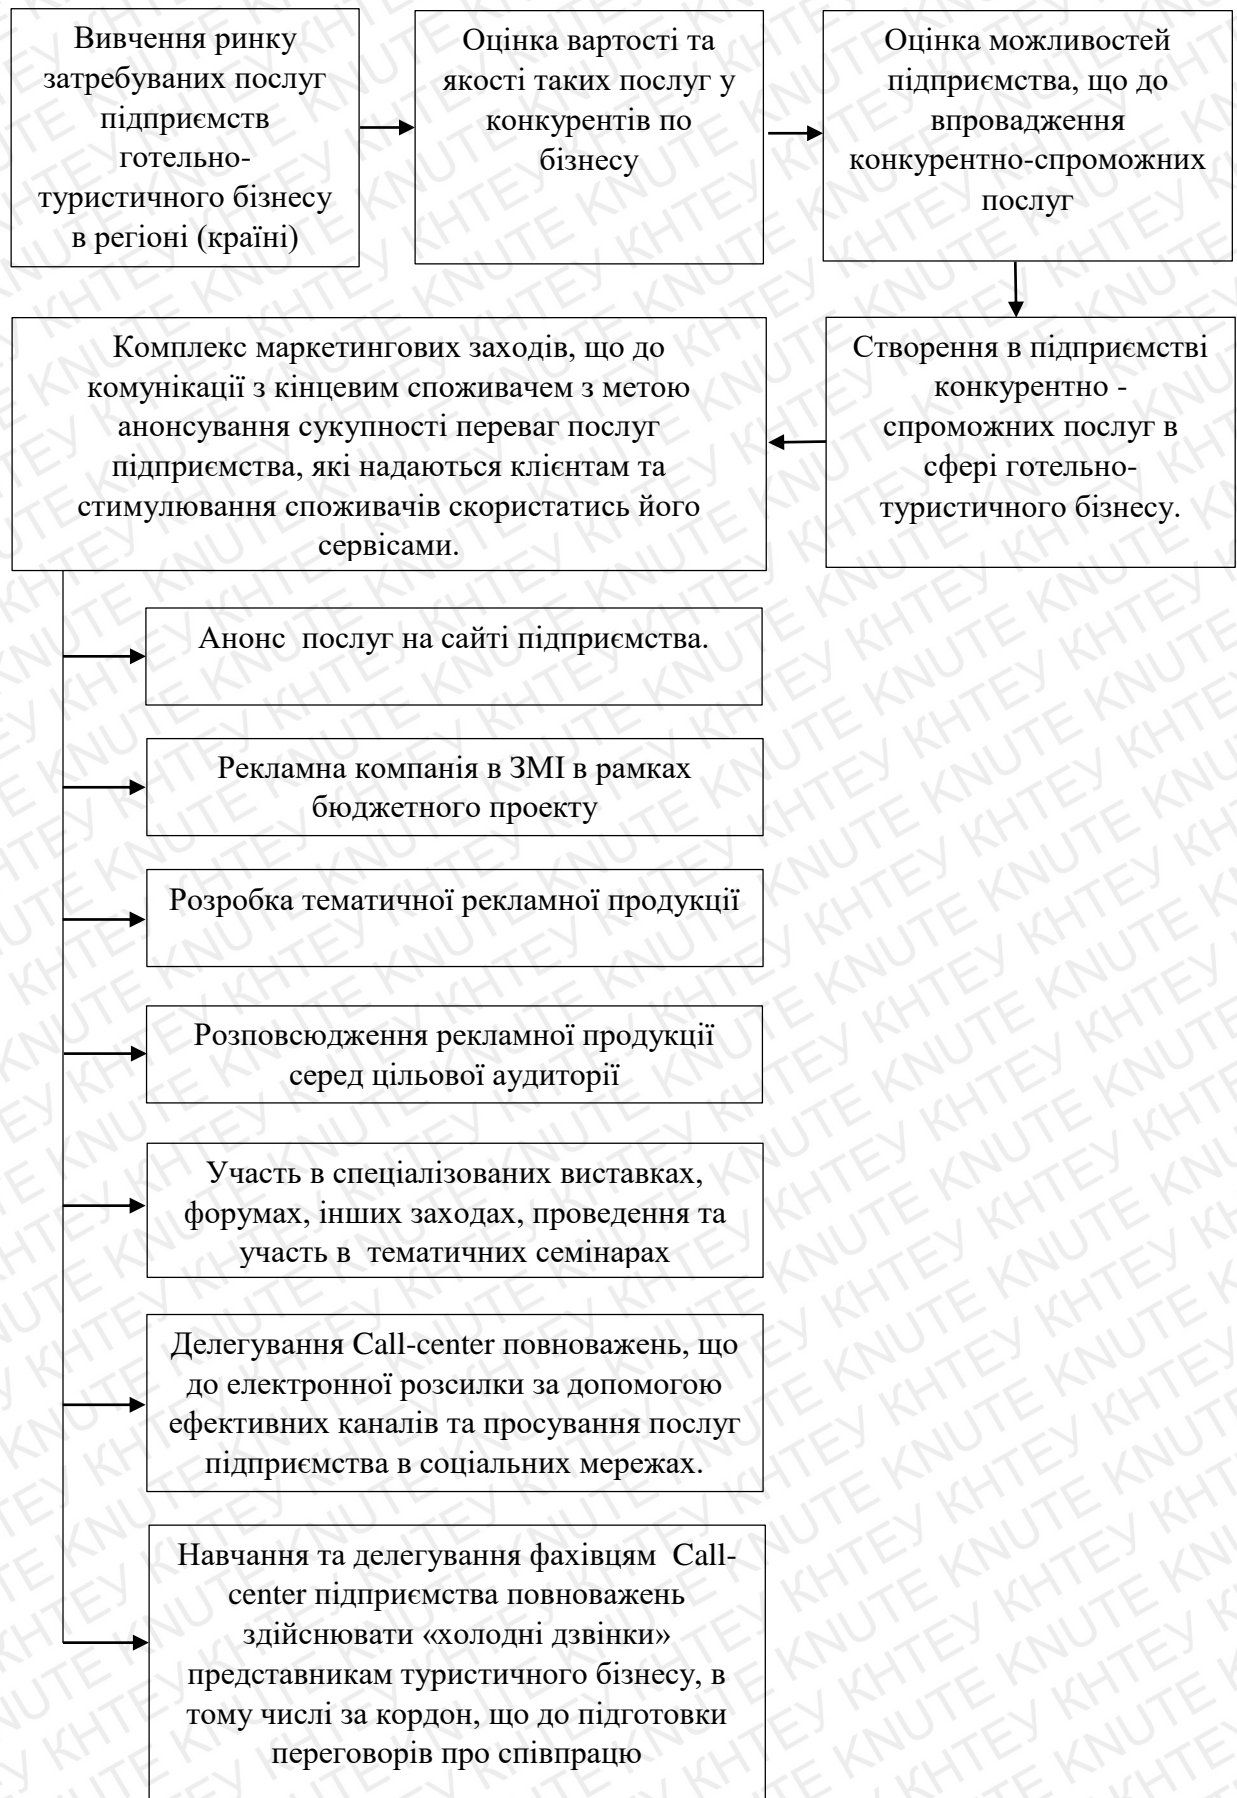 Вивчення ринку
затребуваних послуг
підприємств
готельно-
туристичного бізнесу
в регіоні (країні)
Оцінка вартості та
якості таких послуг у
конкурентів по
бізнесу
Оцінка можливостей
підприємства, що до
впровадження
конкурентно-спроможних
послуг
Створення в підприємстві
конкурентно -
спроможних послуг в
сфері готельно-
туристичного бізнесу.
Комплекс маркетингових заходів, що до
комунікації з кінцевим споживачем з метою
анонсування сукупності переваг послуг
підприємства, які надаються клієнтам та
стимулювання споживачів скористатись його
сервісами.
Анонс  послуг на сайті підприємства.
Рекламна компанія в ЗМІ в рамках
бюджетного проекту
Розробка тематичної рекламної продукції
Розповсюдження рекламної продукції
серед цільової аудиторії
Участь в спеціалізованих виставках,
форумах, інших заходах, проведення та
участь в  тематичних семінарах
Делегування Call-center повноважень, що
до електронної розсилки за допомогою
ефективних каналів та просування послуг
підприємства в соціальних мережах.
Навчання та делегування фахівцям  Call-
center підприємства повноважень
здійснювати «холодні дзвінки»
представникам туристичного бізнесу, в
тому числі за кордон, що до підготовки
переговорів про співпрацю